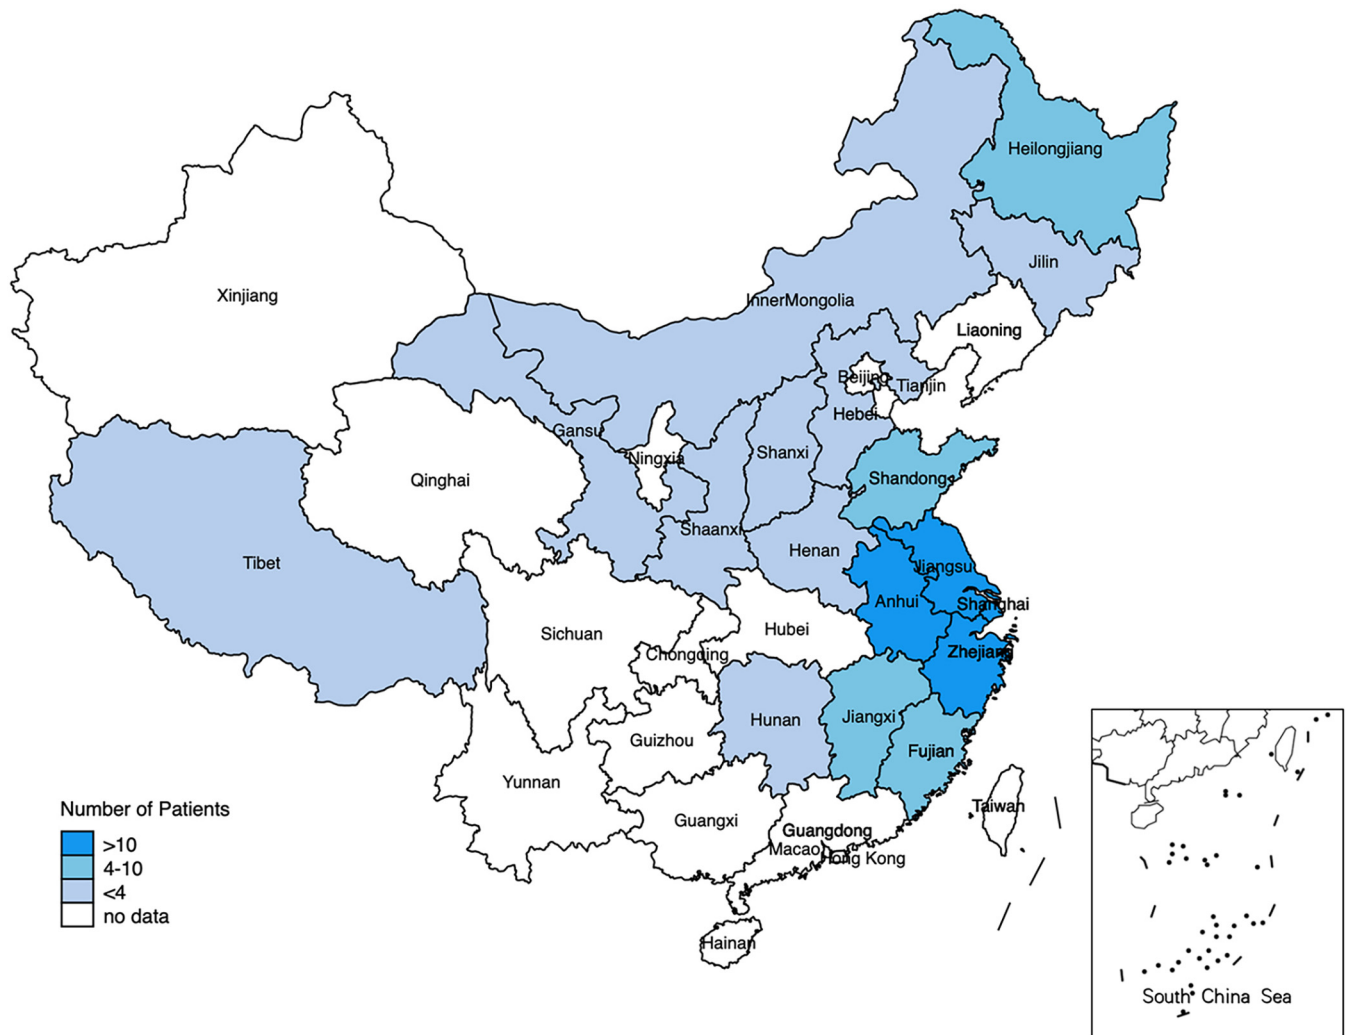 Heilongjiang
Jilin
Xinjiang
InnerMongolia
Liaoning
Beijing
Tianjin
Hebei
Gansu
Shanxi
Ningxia
Qinghai
Shandong
Shaanxi
Henan
Tibet
Jiangsu
Anhui
Shanghai
Sichuan
Hubei
Zhejiang
Chongqing
Hunan
Jiangxi
Guizhou
Fujian
Yunnan
Taiwan
Guangxi
Guangdong
Macao
Hong Kong
Hainan
Number of Patients
>10
4-10
<4
no data
South China Sea